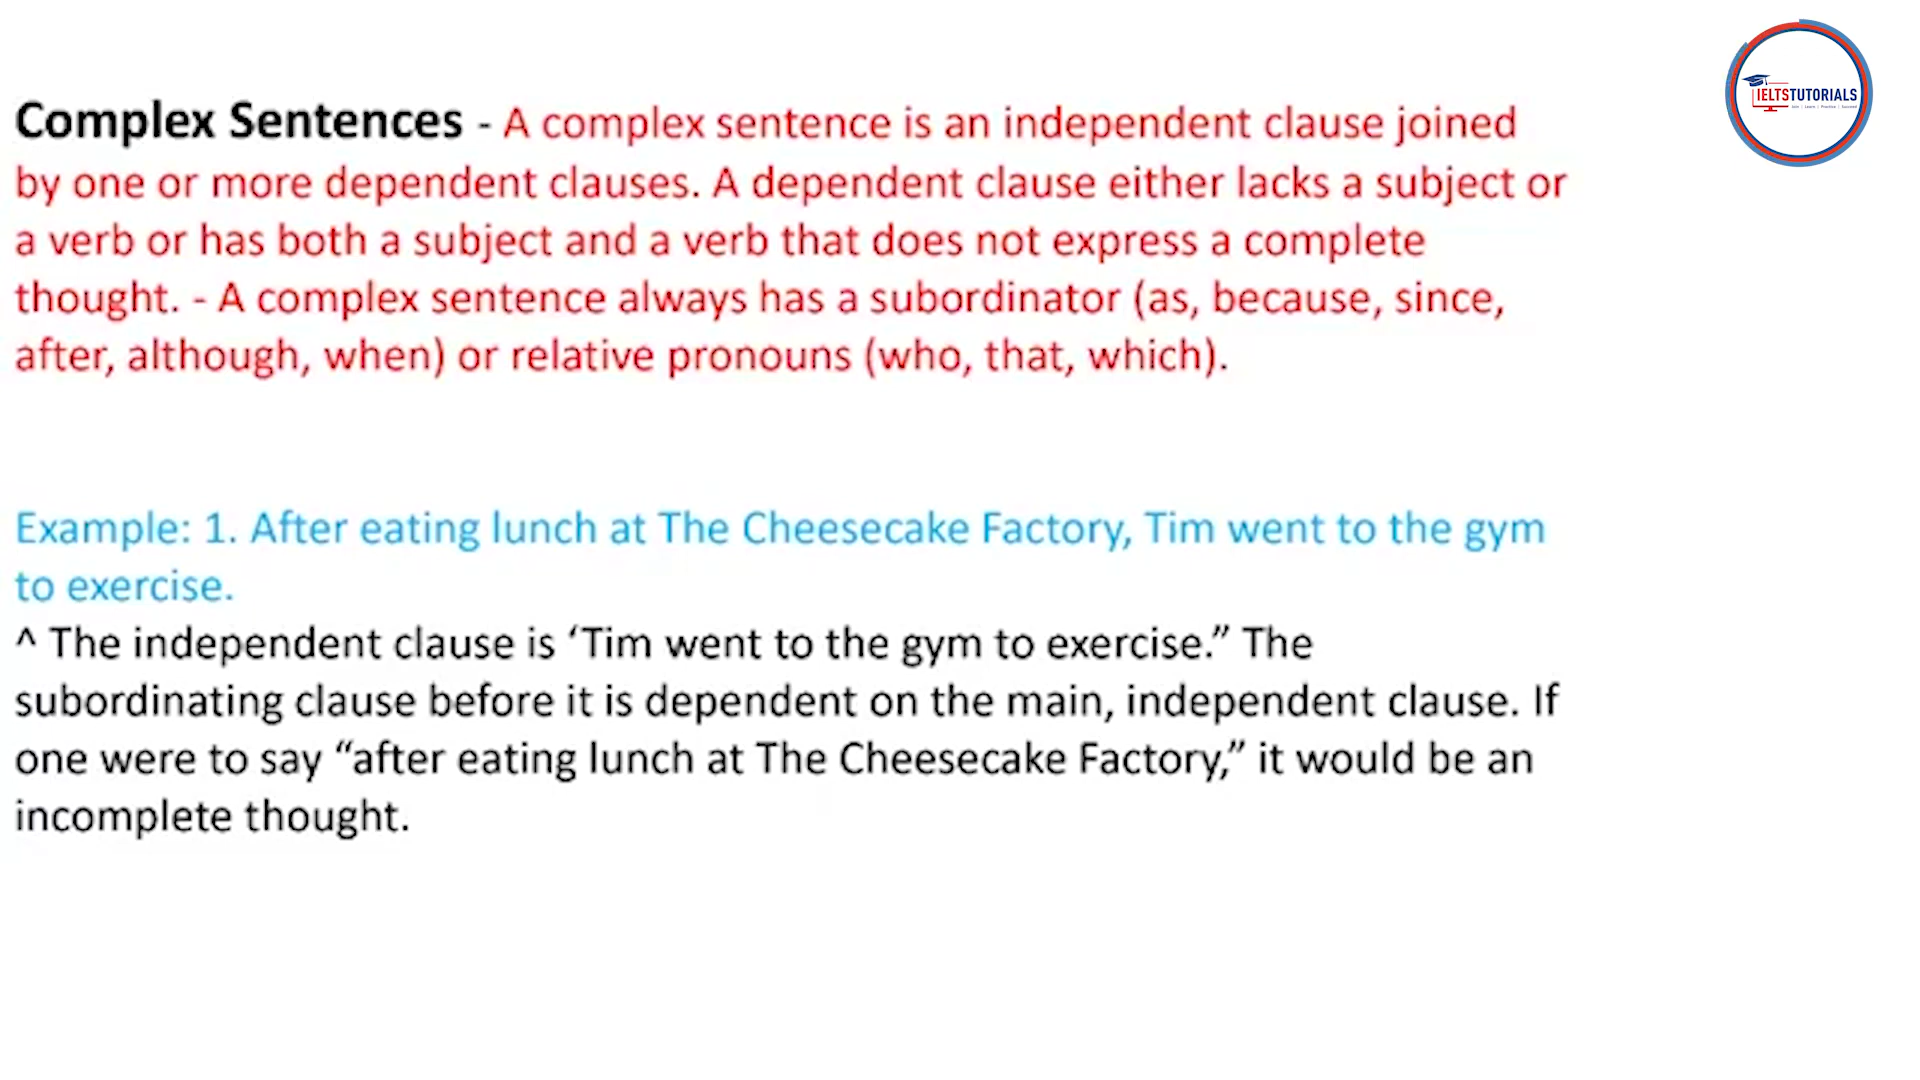 IELTSTUTORIALS
Complex Sentences - A complex sentence is an independent clause joined
by one or more dependent clauses. A dependent clause either lacks a subject or
a verb or has both a subject and a verb that does not express a complete
thought. - A complex sentence always has a subordinator (as, because, since,
after, although, when) or relative pronouns (who, that, which).
Example: 1. After eating lunch at The Cheesecake Factory, Tim went to the gym
to exercise.
^ The independent clause is ‘Tim went to the gym to exercise.” The
subordinating clause before it is dependent on the main, independent clause. If
one were to say “after eating lunch at The Cheesecake Factory,” it would be an
incomplete thought.